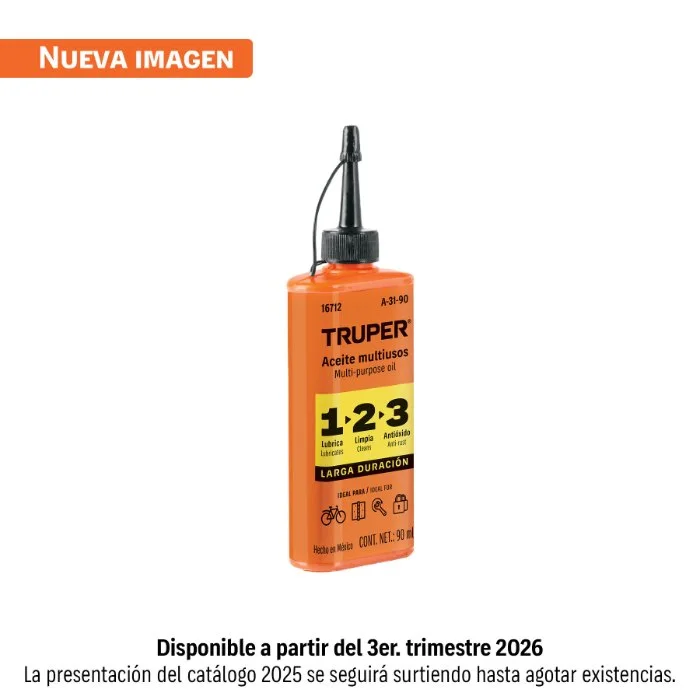 NUEVA IMAGEN
16712 A-31-90
TRUPER®
Aceite multiusos
Multi-purpose oil
1 2 3
Lubrica Limpia Antióxido
Lubricates Cleans Anti-rust
LARGA DURACIÓN
IDEAL PARA / IDEAL FOR
Hecho en México CONT. NET.: 90 ml
Disponible a partir del 3er. trimestre 2026
La presentación del catálogo 2025 se seguirá surtiendo hasta agotar existencias.